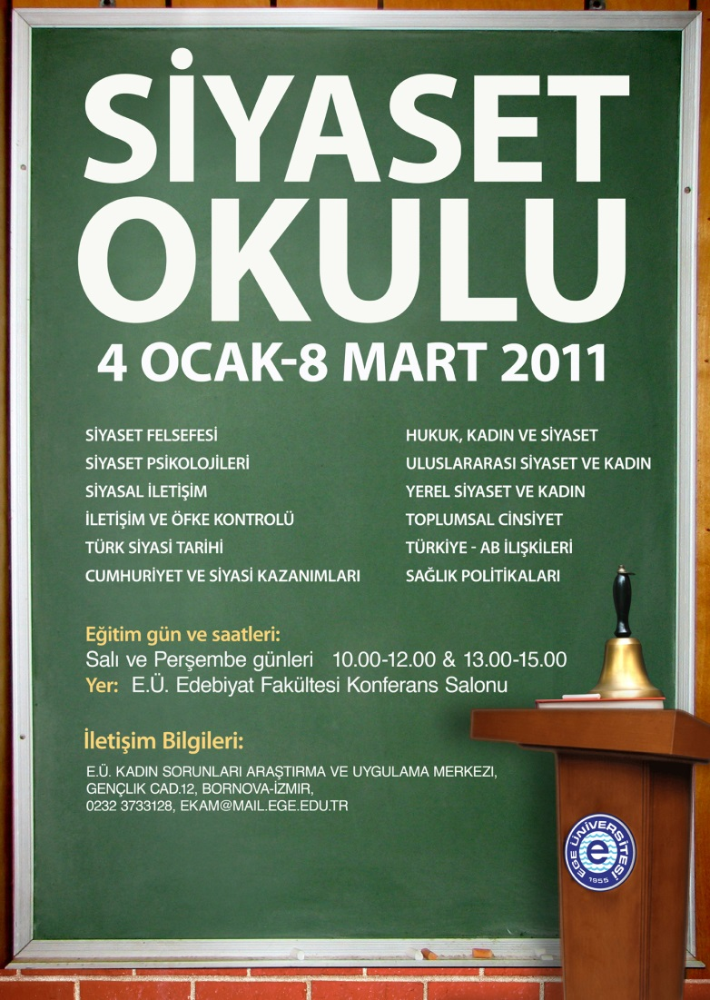 SİYASET
OKULU
4 OCAK-8 MART 2011
SİYASET FELSEFESİ
SİYASET PSİKOLOJİLERİ
SİYASAL İLETİŞİM
İLETİŞİM VE ÖFKE KONTROLÜ
TÜRK SİYASİ TARİHİ
CUMHURİYET VE SİYASİ KAZANIMLARI
HUKUK, KADIN VE SİYASET
ULUSLARARASI SİYASET VE KADIN
YEREL SİYASET VE KADIN
TOPLUMSAL CİNSİYET
TÜRKİYE - AB İLIŞKİLERİ
SAĞLIK POLİTİKALARI
Eğitim gün ve saatleri:
Salı ve Perşembe günleri 10.00-12.00 & 13.00-15.00
Yer: E.Ü. Edebiyat Fakültesi Konferans Salonu
İletişim Bilgileri:
E.Ü. KADIN SORUNLARI ARAŞTIRMA VE UYGULAMA MERKEZI,
GENÇLIK CAD.12, BORNOVA-İZMIR,
0232 3733128, EKAM@MAIL.EGE.EDU.TR
EGE ÜNİVERSİTESİ
e
1955